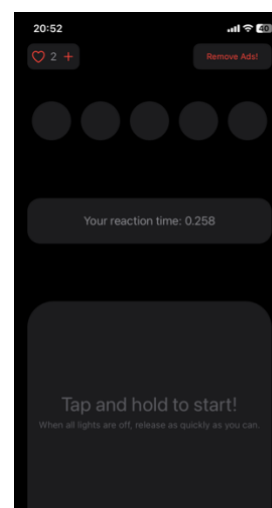 20:52
40
2 +
Remove Ads!
Your reaction time: 0.258
Tap and hold to start!
When all lights are off, release as quickly as you can.